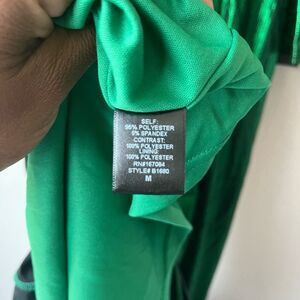 SELF:
95% POLYESTER
5% SPANDEX
CONTRAST:
100% POLYESTER
LINING:
100% POLYESTER
RN#167064
STYLE# B1680
M